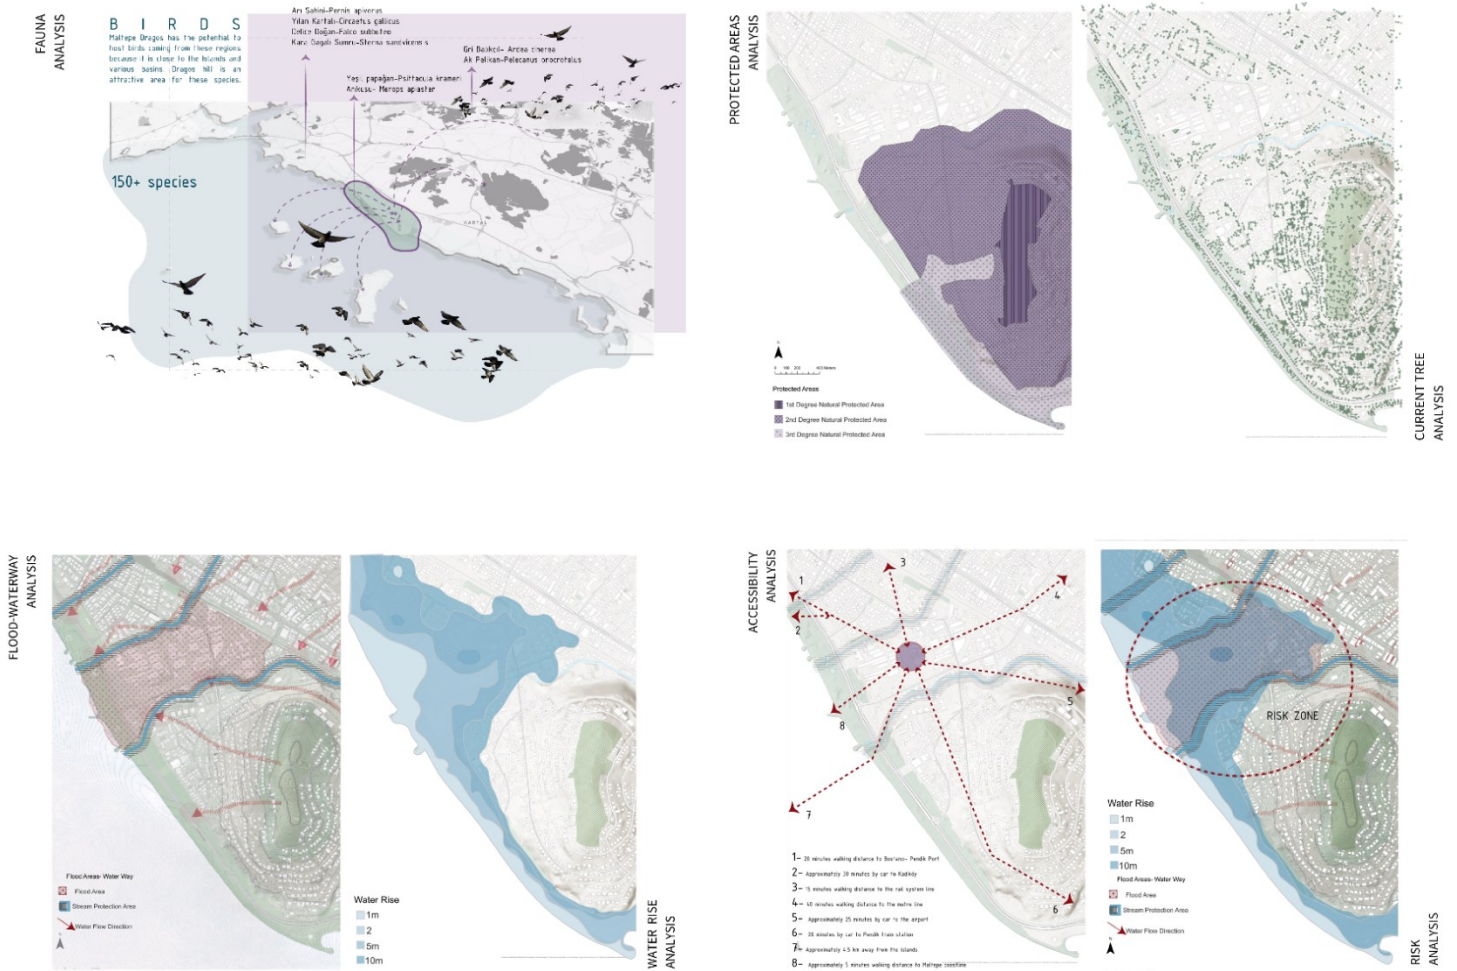 FAUNA
ANALYSIS
B I R D S
Maltepe Dragos has the potential to
host birds coming from these regions
because it is close to the Islands and
various basins. Dragos hill is an
attractive area for these species.
Arı Şahini-Pernis apivorus
Yılan Kartalı-Circaetus gallicus
Delice Doğan-Falco subbuteo
Kara Gagalı Sumru-Sterna sandvicensis
Gri Balıkçıl- Ardea cinerea
Ak Pelikan-Pelecanus onocrotalus
Yeşil papağan-Psittacula krameri
Arıkuşu- Merops apiaster
150+ species
KARTAL
PROTECTED AREAS
ANALYSIS
N
0 100 200 400 Meters
Protected Areas
1st Degree Natural Protected Area
2nd Degree Natural Protected Area
3rd Degree Natural Protected Area
CURRENT TREE
ANALYSIS
FLOOD-WATERWAY
ANALYSIS
Flood Areas- Water Way
Flood Area
Stream Protection Area
Water Flow Direction
N
Water Rise
1m
2
5m
10m
WATER RISE
ANALYSIS
ACCESSIBILITY
ANALYSIS
1
2
3
4
5
6
7
8
1- 20 minutes walking distance to Bostancı- Pendik Port
2- Approximately 30 minutes by car to Kadıköy
3- 15 minutes walking distance to the rail system line
4- 40 minutes walking distance to the metro line
5- Approximately 25 minutes by car to the airport
6- 20 minutes by car to Pendik train station
7- Approximately 4.5 km away from the islands
8- Approximately 5 minutes walking distance to Maltepe coastline
RISK ZONE
Water Rise
1m
2
5m
10m
Flood Areas- Water Way
Flood Area
Stream Protection Area
Water Flow Direction
N
RISK
ANALYSIS